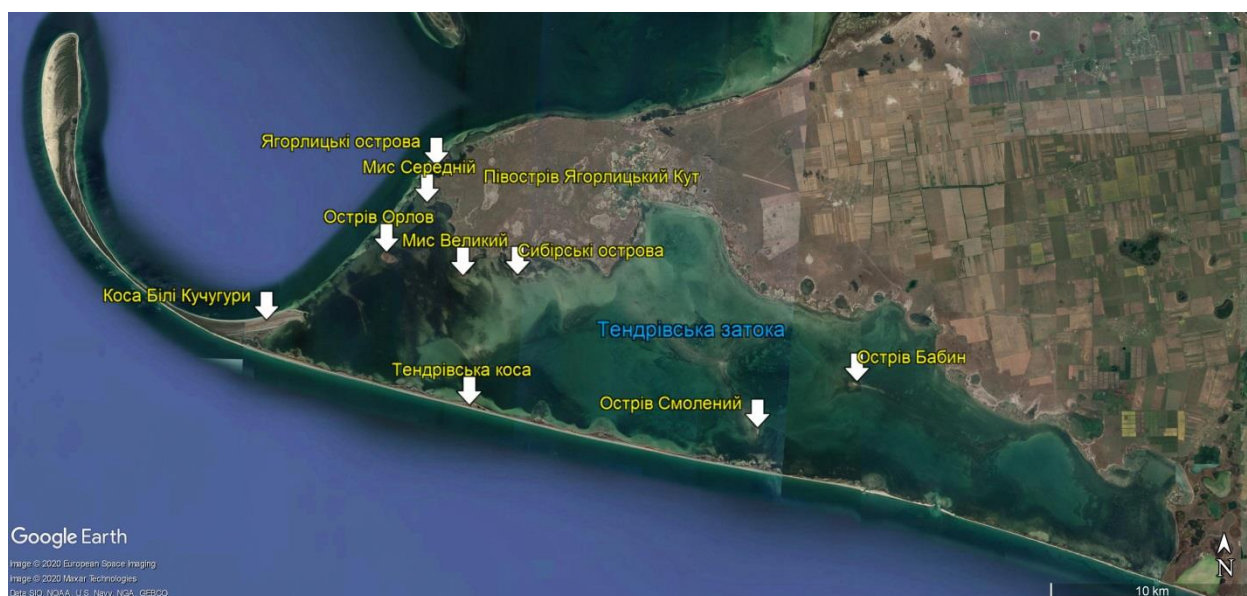 Ягорлицькі острова
Мис Середній
Півострів Ягорлицький Кут
Острів Орлов
Мис Великий
Сибірські острова
Коса Білі Кучугури
Тендрівська затока
Острів Бабин
Тендрівська коса
Острів Смолений
Google Earth
Image © 2020 European Space Imaging
Image © 2020 Maxar Technologies
Data SIO, NOAA, U.S. Navy, NGA, GEBCO
N
10 km